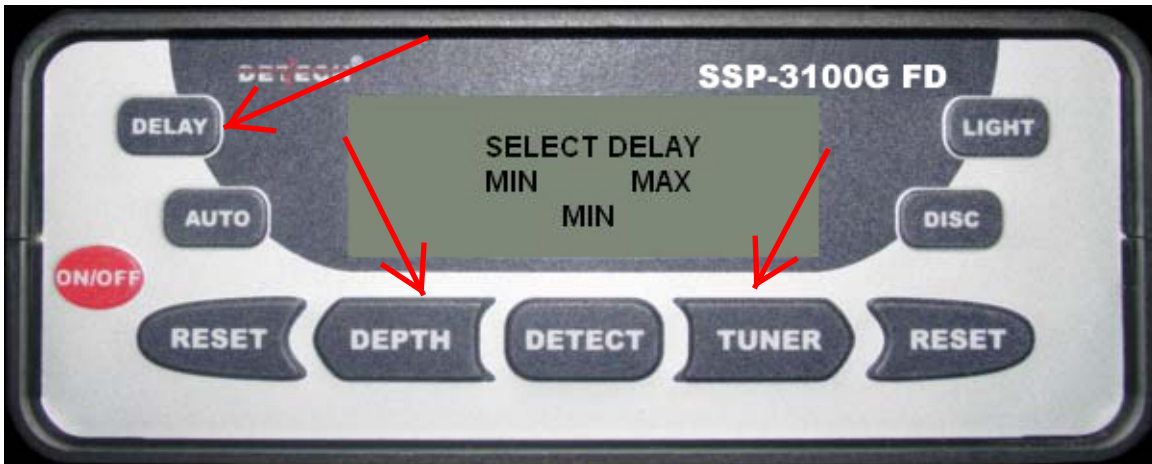 DETECH®
SSP-3100G FD
DELAY
LIGHT
SELECT DELAY
MIN MAX
MIN
AUTO
DISC
ON/OFF
RESET
DEPTH
DETECT
TUNER
RESET